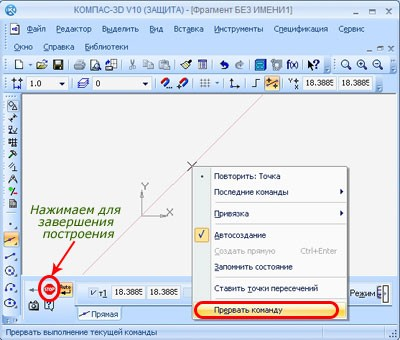 КОМПАС-3D V10 (ЗАЩИТА) - [Фрагмент БЕЗ ИМЕНИ1]
Файл Редактор Выделить Вид Вставка Инструменты Спецификация
Окно Справка Библиотеки
1.0 0 18.3885 18.3885
Y
X
Нажимаем для
завершения
построения
Повторить: Точка
Последние команды
Привязка
Автосоздание
Создать прямую Ctrl+Enter
Запомнить состояние
Ставить точки пересечений
Прервать команду
STOP Auto т1 18.3885 18.3885 Режим
Прямая
Прервать выполнение текущей команды